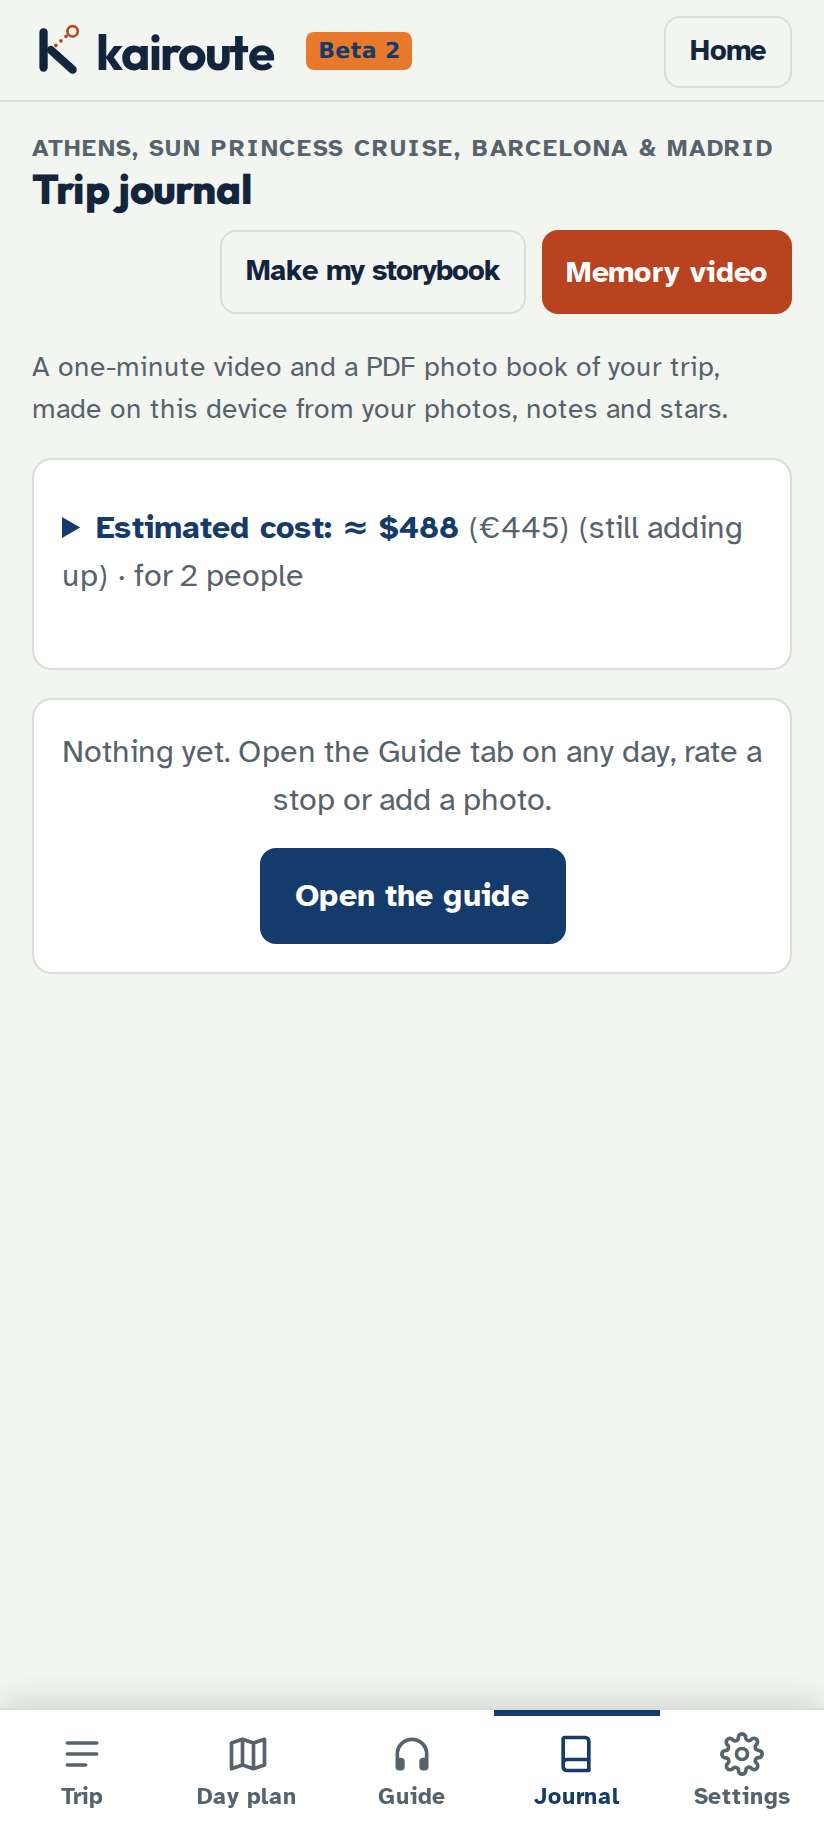 kairoute
Beta 2
Home
ATHENS, SUN PRINCESS CRUISE, BARCELONA & MADRID
Trip journal
Make my storybook
Memory video
A one-minute video and a PDF photo book of your trip,
made on this device from your photos, notes and stars.
Estimated cost: ≈ $488 (€445) (still adding
up) · for 2 people
Nothing yet. Open the Guide tab on any day, rate a
stop or add a photo.
Open the guide
Trip
Day plan
Guide
Journal
Settings